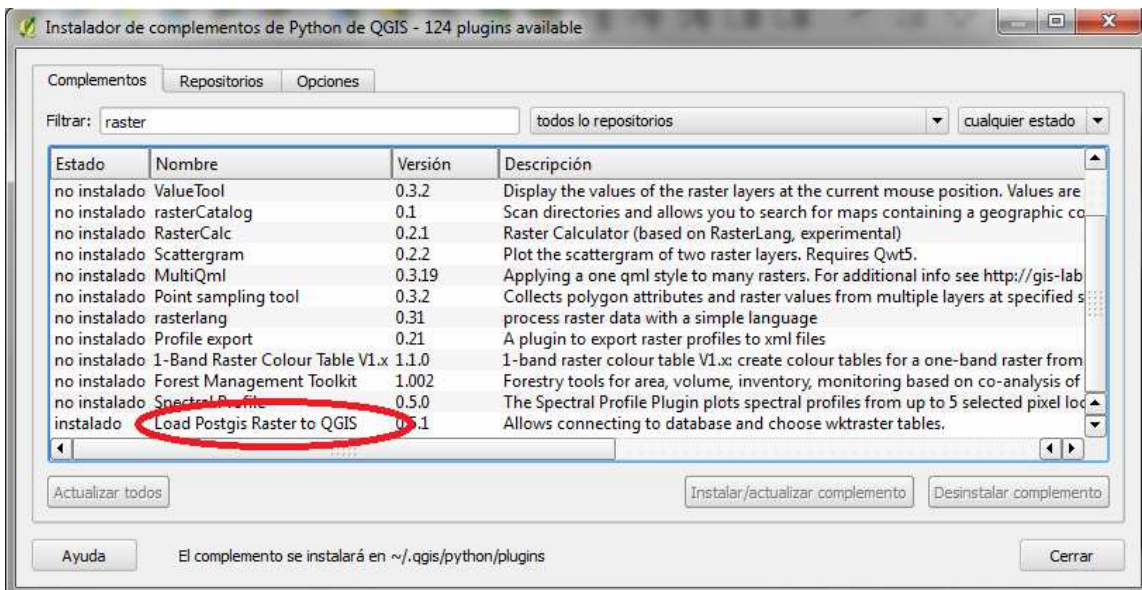 Instalador de complementos de Python de QGIS - 124 plugins available
Complementos Repositorios Opciones
Filtrar: raster todos lo repositorios cualquier estado
Estado Nombre Versión Descripción
no instalado ValueTool 0.3.2 Display the values of the raster layers at the current mouse position. Values are
no instalado rasterCatalog 0.1 Scan directories and allows you to search for maps containing a geographic co
no instalado RasterCalc 0.2.1 Raster Calculator (based on RasterLang, experimental)
no instalado Scattergram 0.2.2 Plot the scattergram of two raster layers. Requires Qwt5.
no instalado MultiQml 0.3.19 Applying a one qml style to many rasters. For additional info see http://gis-lab
no instalado Point sampling tool 0.3.2 Collects polygon attributes and raster values from multiple layers at specified s
no instalado rasterlang 0.31 process raster data with a simple language
no instalado Profile export 0.21 A plugin to export raster profiles to xml files
no instalado 1-Band Raster Colour Table V1.x 1.1.0 1-band raster colour table V1.x: create colour tables for a one-band raster from
no instalado Forest Management Toolkit 1.002 Forestry tools for area, volume, inventory, monitoring based on co-analysis of
no instalado Spectral Profile 0.5.0 The Spectral Profile Plugin plots spectral profiles from up to 5 selected pixel loc
instalado Load Postgis Raster to QGIS 0.5.1 Allows connecting to database and choose wktraster tables.
Actualizar todos Instalar/actualizar complemento Desinstalar complemento
Ayuda El complemento se instalará en ~/.qgis/python/plugins Cerrar